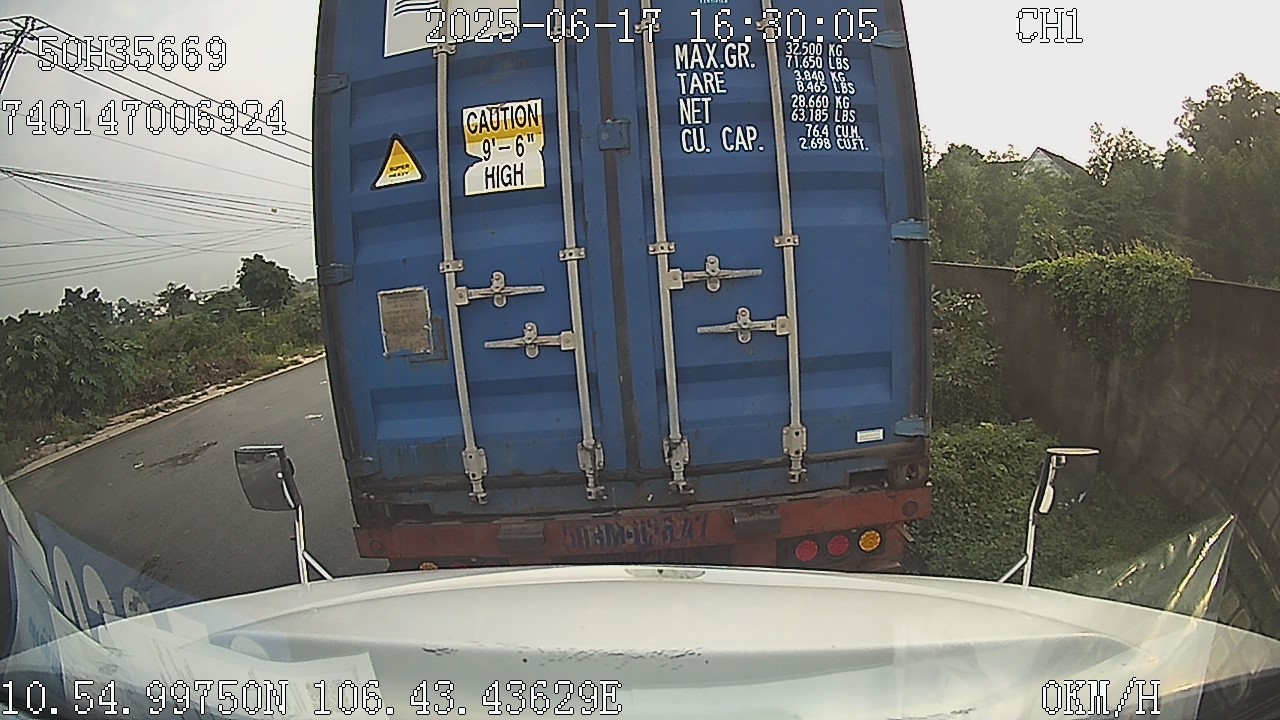 2025-06-17 16:30:05
CH1
50H35669
740147006924
MAX.GR. 32.500 KG
71.650 LBS
TARE 3.840 KG
8.465 LBS
NET 28.660 KG
63.185 LBS
CU. CAP. 76.4 CU.M.
2.698 CU.FT.
CAUTION
9'-6"
HIGH
SUPER
HEAVY
10.54.99750N 106.43.43629E
0KM/H